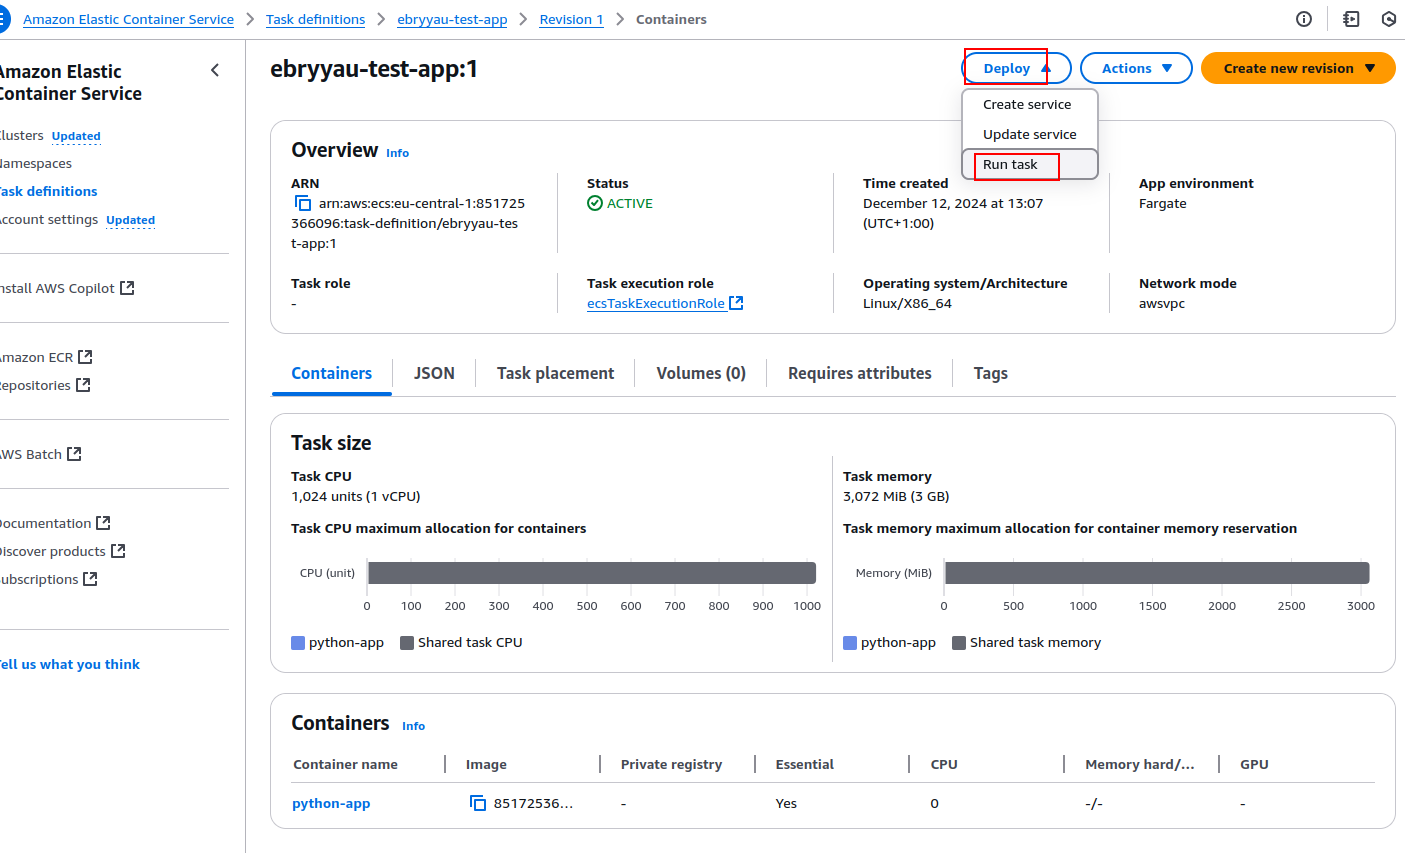 Amazon Elastic Container Service > Task definitions > ebryyau-test-app > Revision 1 > Containers
Amazon Elastic
Container Service
Clusters Updated
Namespaces
Task definitions
Account settings Updated
Install AWS Copilot
Amazon ECR
Repositories
AWS Batch
Documentation
Discover products
Subscriptions
Tell us what you think
ebryyau-test-app:1
Deploy
Actions
Create new revision
Create service
Update service
Run task
Overview Info
ARN
arn:aws:ecs:eu-central-1:851725
366096:task-definition/ebryyau-tes
t-app:1
Status
ACTIVE
Time created
December 12, 2024 at 13:07
(UTC+1:00)
App environment
Fargate
Task role
-
Task execution role
ecsTaskExecutionRole
Operating system/Architecture
Linux/X86_64
Network mode
awsvpc
Containers JSON Task placement Volumes (0) Requires attributes Tags
Task size
Task CPU
1,024 units (1 vCPU)
Task CPU maximum allocation for containers
CPU (unit)
0 100 200 300 400 500 600 700 800 900 1000
python-app Shared task CPU
Task memory
3,072 MiB (3 GB)
Task memory maximum allocation for container memory reservation
Memory (MiB)
0 500 1000 1500 2000 2500 3000
python-app Shared task memory
Containers Info
Container name Image Private registry Essential CPU Memory hard/... GPU
python-app 85172536... - Yes 0 -/- -